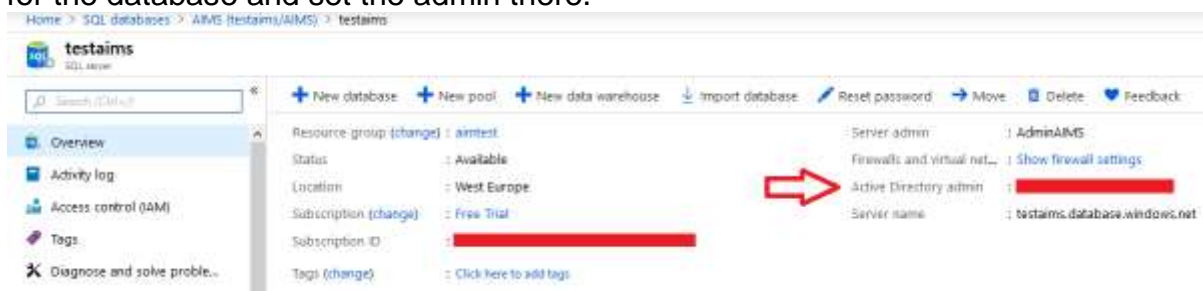 for the database and set the admin there.
Home > SQL databases > AIMS (testaims/AIMS) > testaims
testaims
SQL server
Search (Ctrl+/)
«
New database New pool New data warehouse Import database Reset password Move Delete Feedback
Overview
Activity log
Access control (IAM)
Tags
Diagnose and solve proble...
Resource group (change) : aimtest
Status : Available
Location : West Europe
Subscription (change) : Free Trial
Subscription ID :
Tags (change) : Click here to add tags
Server admin : AdminAIMS
Firewalls and virtual net... : Show firewall settings
Active Directory admin :
Server name : testaims.database.windows.net